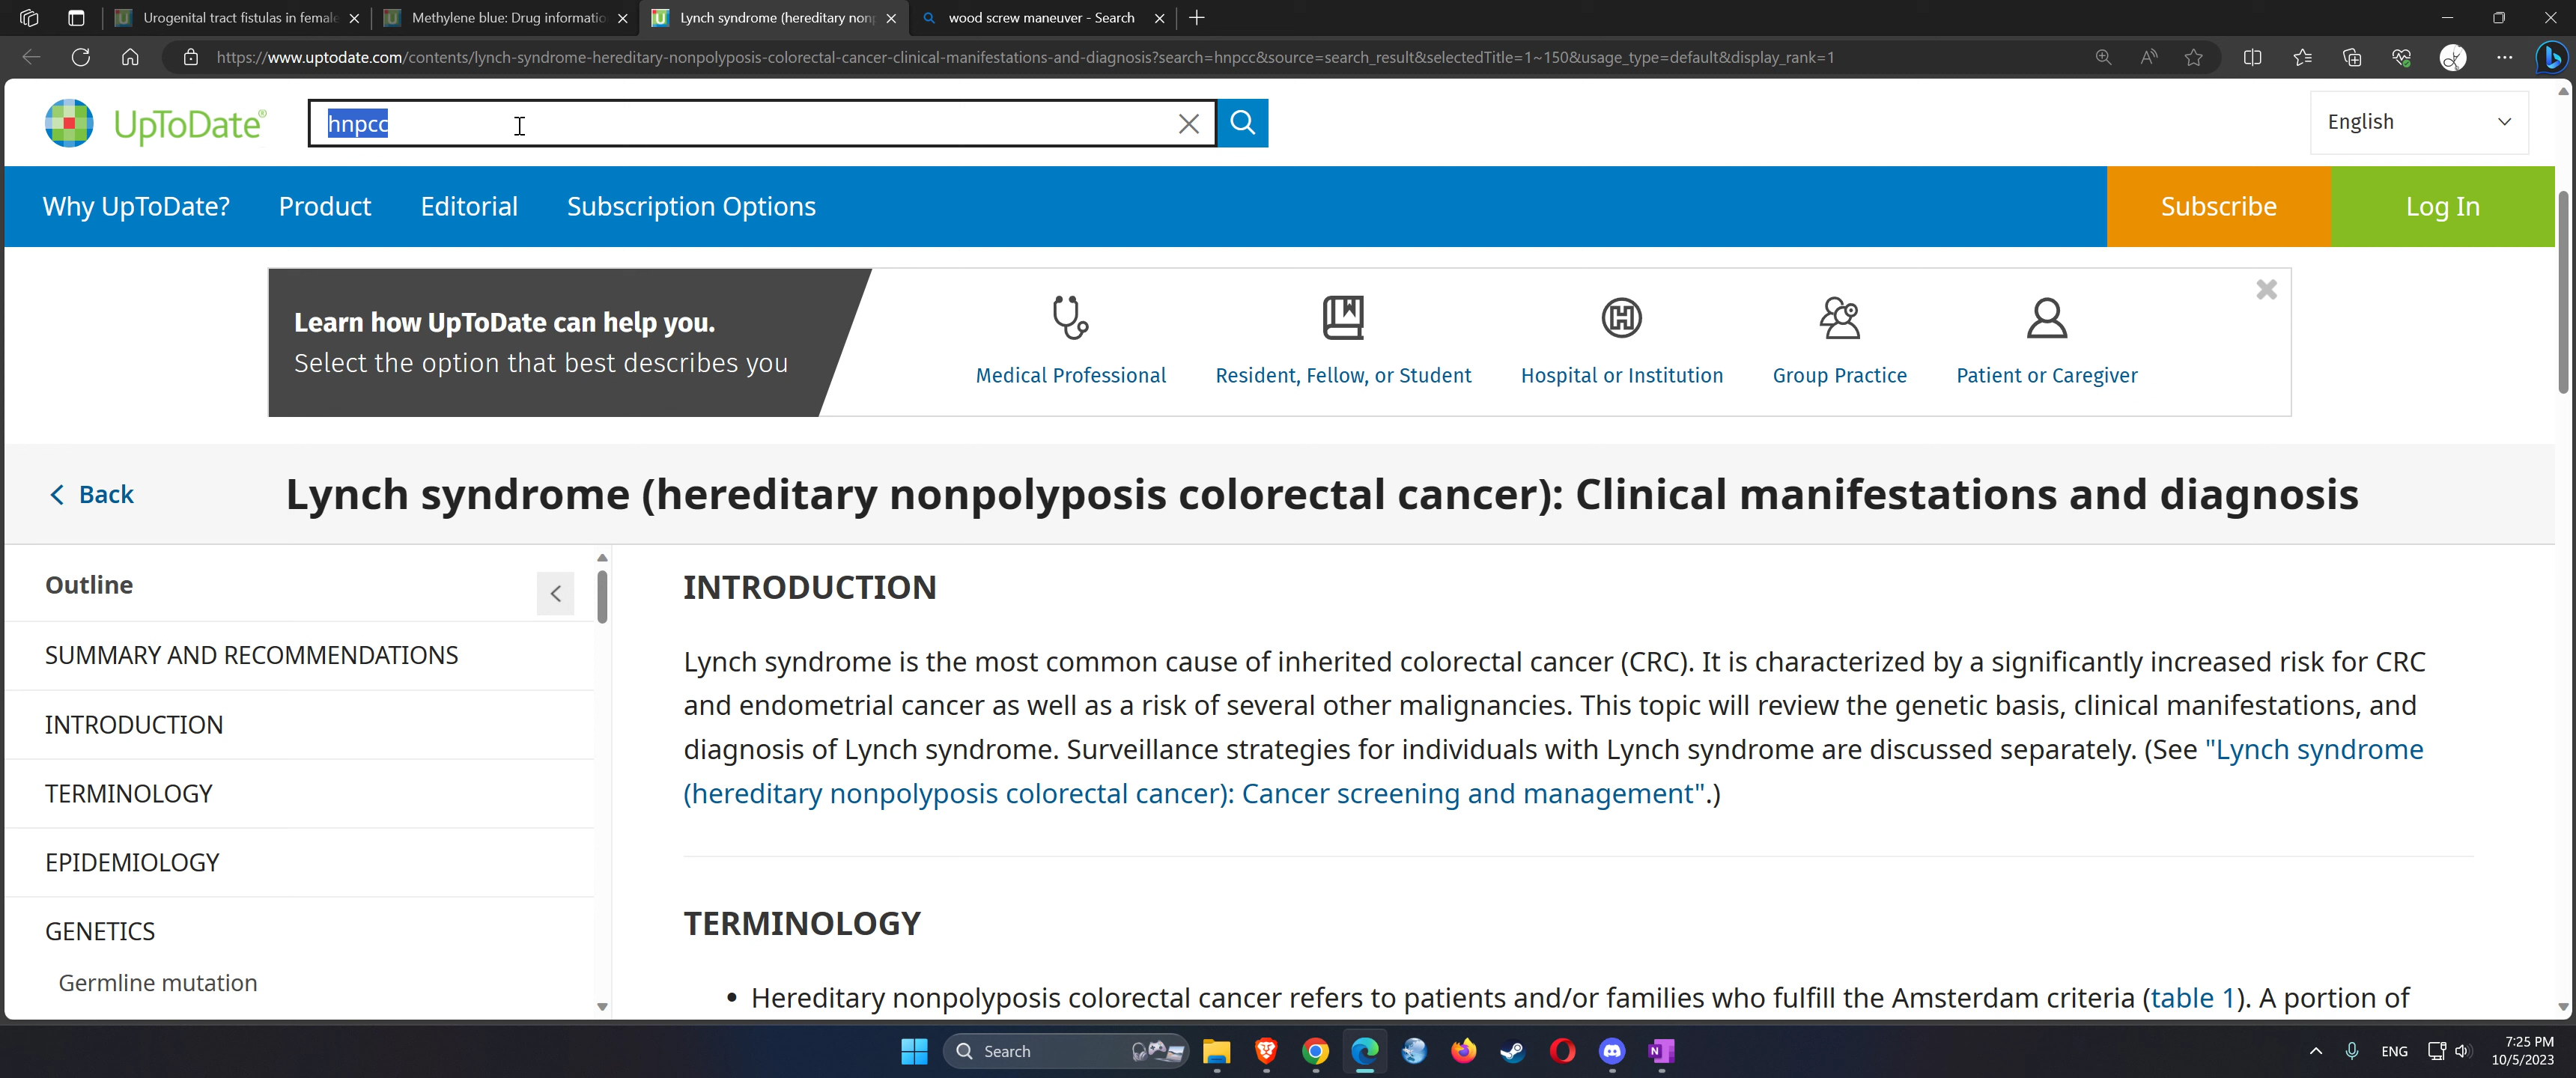 Urogenital tract fistulas in female
Methylene blue: Drug informatio
Lynch syndrome (hereditary nonp
wood screw maneuver - Search
https://www.uptodate.com/contents/lynch-syndrome-hereditary-nonpolyposis-colorectal-cancer-clinical-manifestations-and-diagnosis?search=hnpcc&source=search_result&selectedTitle=1~150&usage_type=default&display_rank=1
UpToDate®
hnpcc
English
Why UpToDate? Product Editorial Subscription Options Subscribe Log In
Learn how UpToDate can help you.
Select the option that best describes you
Medical Professional
Resident, Fellow, or Student
Hospital or Institution
Group Practice
Patient or Caregiver
Back
Lynch syndrome (hereditary nonpolyposis colorectal cancer): Clinical manifestations and diagnosis
Outline
SUMMARY AND RECOMMENDATIONS
INTRODUCTION
TERMINOLOGY
EPIDEMIOLOGY
GENETICS
Germline mutation
INTRODUCTION
Lynch syndrome is the most common cause of inherited colorectal cancer (CRC). It is characterized by a significantly increased risk for CRC
and endometrial cancer as well as a risk of several other malignancies. This topic will review the genetic basis, clinical manifestations, and
diagnosis of Lynch syndrome. Surveillance strategies for individuals with Lynch syndrome are discussed separately. (See "Lynch syndrome
(hereditary nonpolyposis colorectal cancer): Cancer screening and management".)
TERMINOLOGY
• Hereditary nonpolyposis colorectal cancer refers to patients and/or families who fulfill the Amsterdam criteria (table 1). A portion of
Search
ENG
7:25 PM
10/5/2023